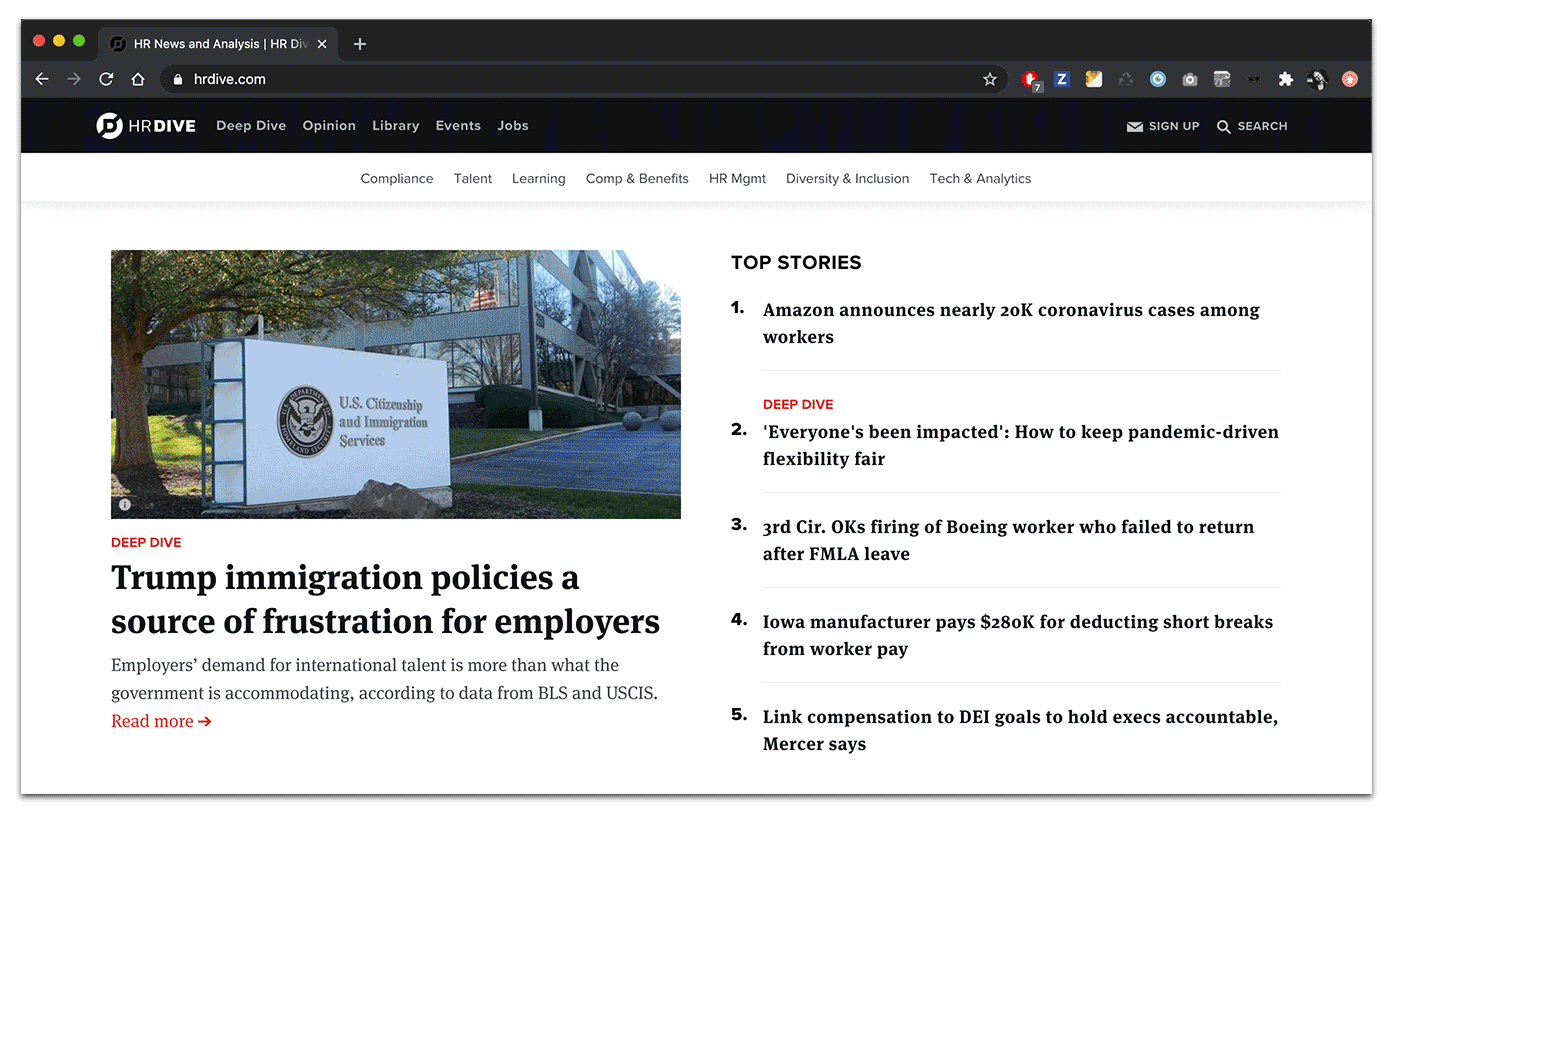 HR News and Analysis | HR Div
hrdive.com
7
Z
HR DIVE
Deep Dive
Opinion
Library
Events
Jobs
SIGN UP
SEARCH
Compliance
Talent
Learning
Comp & Benefits
HR Mgmt
Diversity & Inclusion
Tech & Analytics
U.S. Citizenship
and Immigration
Services
DEEP DIVE
Trump immigration policies a
source of frustration for employers
Employers’ demand for international talent is more than what the
government is accommodating, according to data from BLS and USCIS.
Read more →
TOP STORIES
1. Amazon announces nearly 20K coronavirus cases among
workers
DEEP DIVE
2. 'Everyone's been impacted': How to keep pandemic-driven
flexibility fair
3. 3rd Cir. OKs firing of Boeing worker who failed to return
after FMLA leave
4. Iowa manufacturer pays $280K for deducting short breaks
from worker pay
5. Link compensation to DEI goals to hold execs accountable,
Mercer says